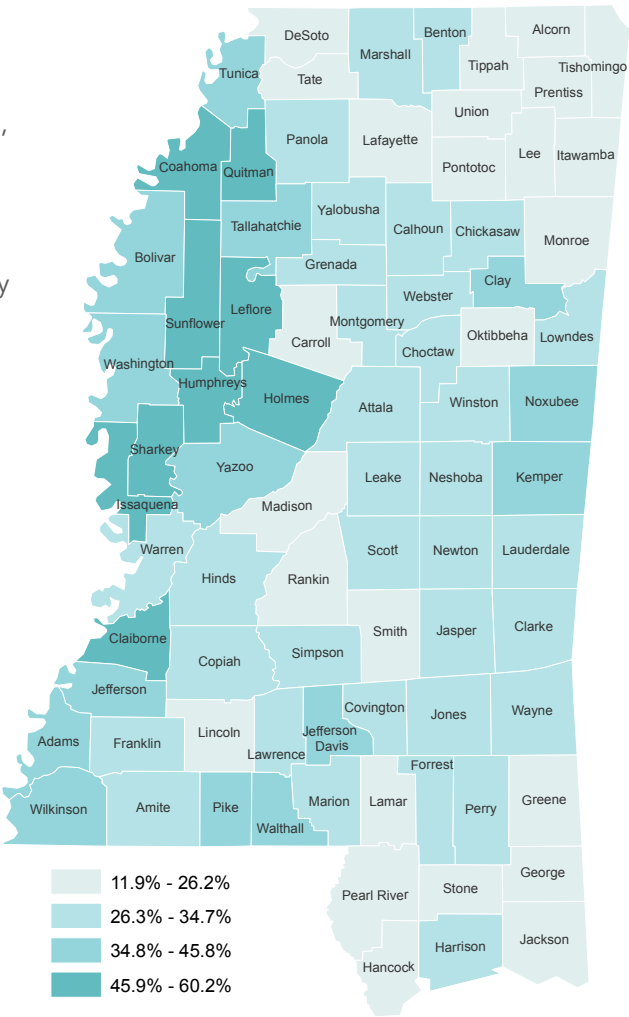 ,
y
DeSoto
Marshall
Benton
Alcorn
Tippah
Tishomingo
Tunica
Tate
Prentiss
Union
Coahoma
Quitman
Panola
Lafayette
Pontotoc
Lee
Itawamba
Tallahatchie
Yalobusha
Calhoun
Chickasaw
Monroe
Bolivar
Grenada
Clay
Sunflower
Leflore
Webster
Montgomery
Carroll
Choctaw
Oktibbeha
Lowndes
Washington
Humphreys
Holmes
Attala
Winston
Noxubee
Sharkey
Yazoo
Leake
Neshoba
Kemper
Issaquena
Madison
Warren
Hinds
Rankin
Scott
Newton
Lauderdale
Claiborne
Copiah
Simpson
Smith
Jasper
Clarke
Jefferson
Lincoln
Covington
Jones
Wayne
Adams
Franklin
Lawrence
Jefferson
Davis
Forrest
Wilkinson
Amite
Pike
Walthall
Marion
Lamar
Perry
Greene
Pearl River
Stone
George
Harrison
Jackson
Hancock
11.9% - 26.2%
26.3% - 34.7%
34.8% - 45.8%
45.9% - 60.2%